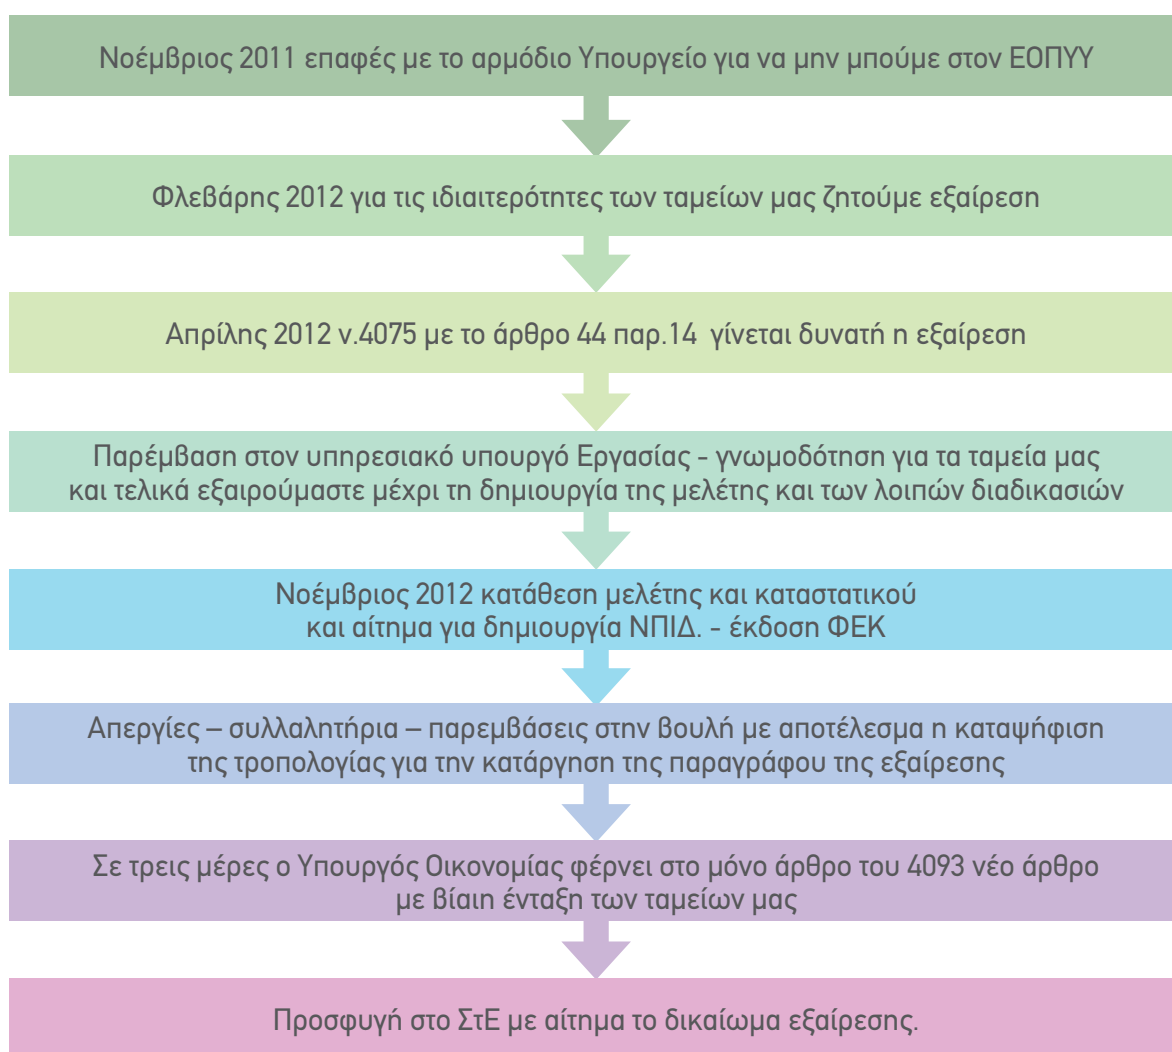 Νοέμβριος 2011 επαφές με το αρμόδιο Υπουργείο για να μην μπούμε στον ΕΟΠΥΥ
Φλεβάρης 2012 για τις ιδιαιτερότητες των ταμείων μας ζητούμε εξαίρεση
Απρίλης 2012 ν.4075 με το άρθρο 44 παρ.14 γίνεται δυνατή η εξαίρεση
Παρέμβαση στον υπηρεσιακό υπουργό Εργασίας - γνωμοδότηση για τα ταμεία μας
και τελικά εξαιρούμαστε μέχρι τη δημιουργία της μελέτης και των λοιπών διαδικασιών
Νοέμβριος 2012 κατάθεση μελέτης και καταστατικού
και αίτημα για δημιουργία ΝΠΙΔ. - έκδοση ΦΕΚ
Απεργίες – συλλαλητήρια – παρεμβάσεις στην βουλή με αποτέλεσμα η καταψήφιση
της τροπολογίας για την κατάργηση της παραγράφου της εξαίρεσης
Σε τρεις μέρες ο Υπουργός Οικονομίας φέρνει στο μόνο άρθρο του 4093 νέο άρθρο
με βίαιη ένταξη των ταμείων μας
Προσφυγή στο ΣτΕ με αίτημα το δικαίωμα εξαίρεσης.